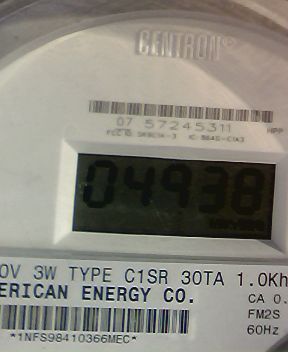 CENTRON®
07 57245311
04938
0V 3W TYPE C1SR 30TA 1.0Kh
ERICAN ENERGY CO.
CA 0.
FM2S
60Hz
*1NFS98410366MEC*